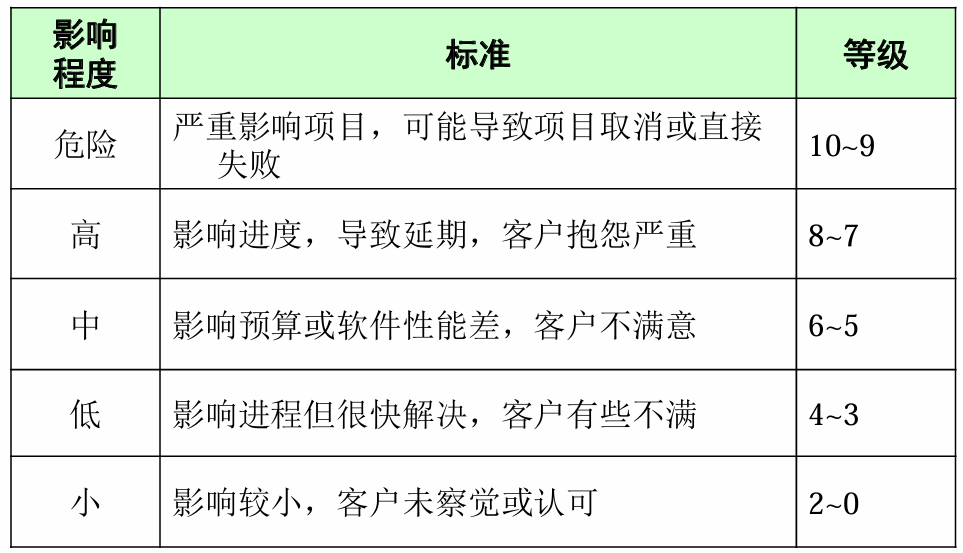 影响
程度
标准
等级
危险
严重影响项目，可能导致项目取消或直接
失败
10~9
高
影响进度，导致延期，客户抱怨严重
8~7
中
影响预算或软件性能差，客户不满意
6~5
低
影响进程但很快解决，客户有些不满
4~3
小
影响较小，客户未察觉或认可
2~0